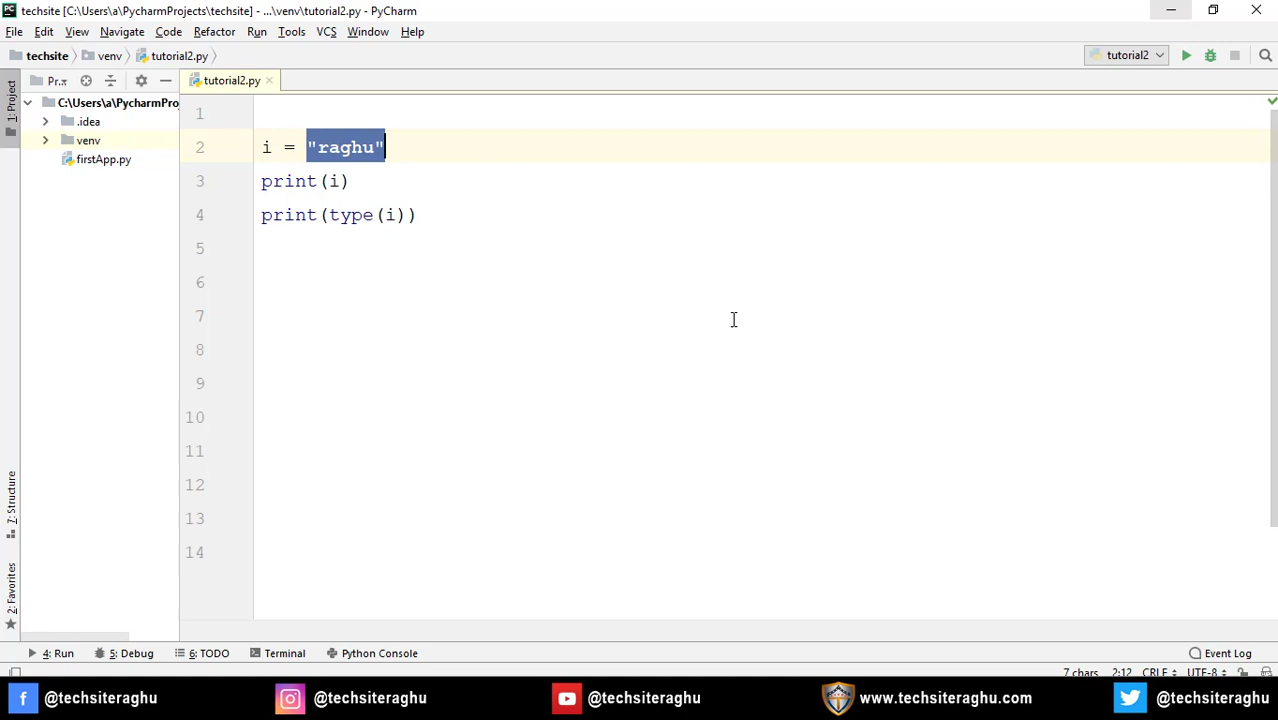 techsite [C:\Users\a\PycharmProjects\techsite] - ...\venv\tutorial2.py - PyCharm
File Edit View Navigate Code Refactor Run Tools VCS Window Help
techsite venv tutorial2.py tutorial2
1: Project
Pr.. tutorial2.py
C:\Users\a\PycharmProj
.idea
venv
firstApp.py
1
2 i = "raghu"
3 print(i)
4 print(type(i))
5
6
7
8
9
10
11
12
13
14
7: Structure
2: Favorites
4: Run 5: Debug 6: TODO Terminal Python Console Event Log
7 chars 2:12 CRLF UTF-8
@techsiteraghu @techsiteraghu @techsiteraghu www.techsiteraghu.com @techsiteraghu